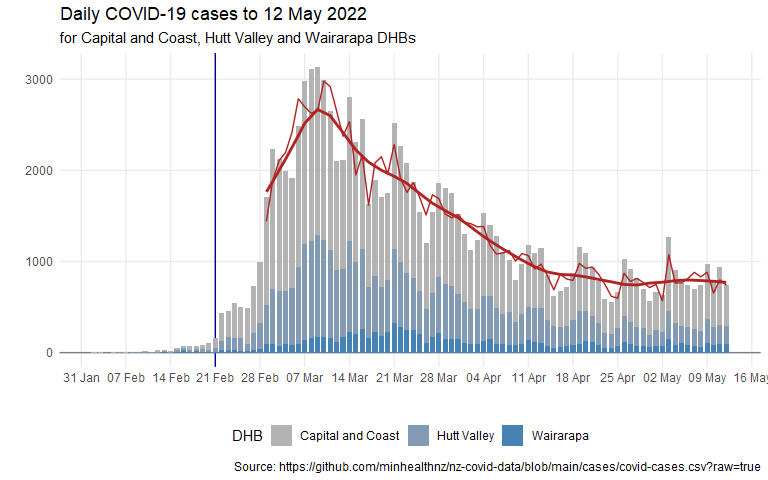 Daily COVID-19 cases to 12 May 2022
for Capital and Coast, Hutt Valley and Wairarapa DHBs
3000
2000
1000
0
31 Jan 07 Feb 14 Feb 21 Feb 28 Feb 07 Mar 14 Mar 21 Mar 28 Mar 04 Apr 11 Apr 18 Apr 25 Apr 02 May 09 May 16 May
DHB Capital and Coast Hutt Valley Wairarapa
Source: https://github.com/minhealthnz/nz-covid-data/blob/main/cases/covid-cases.csv?raw=true